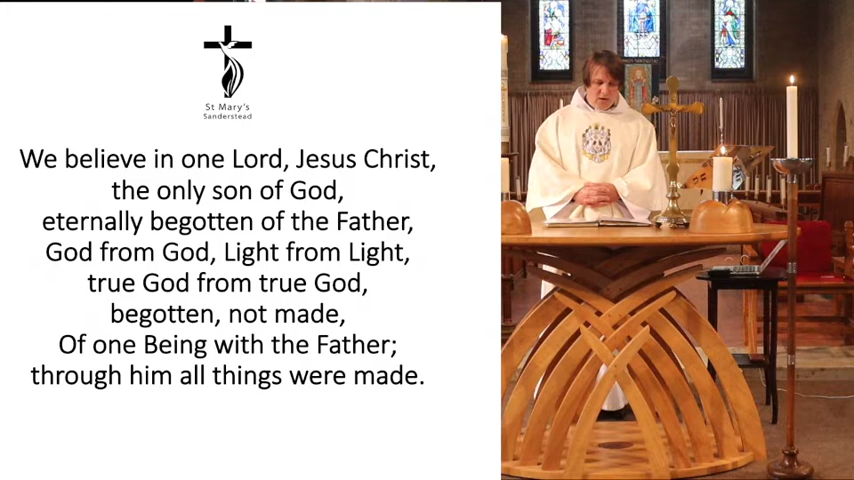 St Mary's
Sanderstead
We believe in one Lord, Jesus Christ,
the only son of God,
eternally begotten of the Father,
God from God, Light from Light,
true God from true God,
begotten, not made,
Of one Being with the Father;
through him all things were made.